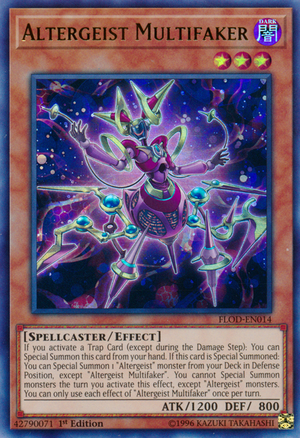 ALTERGEIST MULTIFAKER
DARK
闇
FLOD-EN014
[SPELLCASTER/EFFECT]
If you activate a Trap Card (except during the Damage Step): You can
Special Summon this card from your hand. If this card is Special Summoned:
You can Special Summon 1 "Altergeist" monster from your Deck in Defense
Position, except "Altergeist Multifaker". You cannot Special Summon
monsters the turn you activate this effect, except "Altergeist" monsters.
You can only use each effect of "Altergeist Multifaker" once per turn.
ATK/1200 DEF/ 800
42790071 1st Edition ©1996 KAZUKI TAKAHASHI